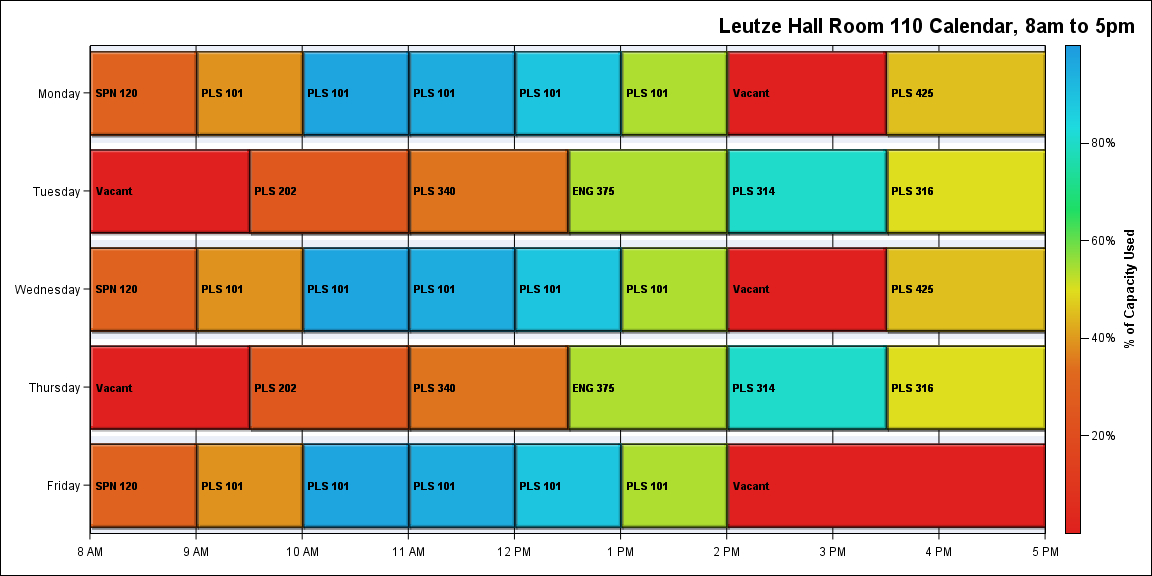 Leutze Hall Room 110 Calendar, 8am to 5pm
Monday SPN 120 PLS 101 PLS 101 PLS 101 PLS 101 PLS 101 Vacant PLS 425
Tuesday Vacant PLS 202 PLS 340 ENG 375 PLS 314 PLS 316
Wednesday SPN 120 PLS 101 PLS 101 PLS 101 PLS 101 PLS 101 Vacant PLS 425
Thursday Vacant PLS 202 PLS 340 ENG 375 PLS 314 PLS 316
Friday SPN 120 PLS 101 PLS 101 PLS 101 PLS 101 PLS 101 Vacant
8 AM 9 AM 10 AM 11 AM 12 PM 1 PM 2 PM 3 PM 4 PM 5 PM
80%
60%
40%
20%
% of Capacity Used